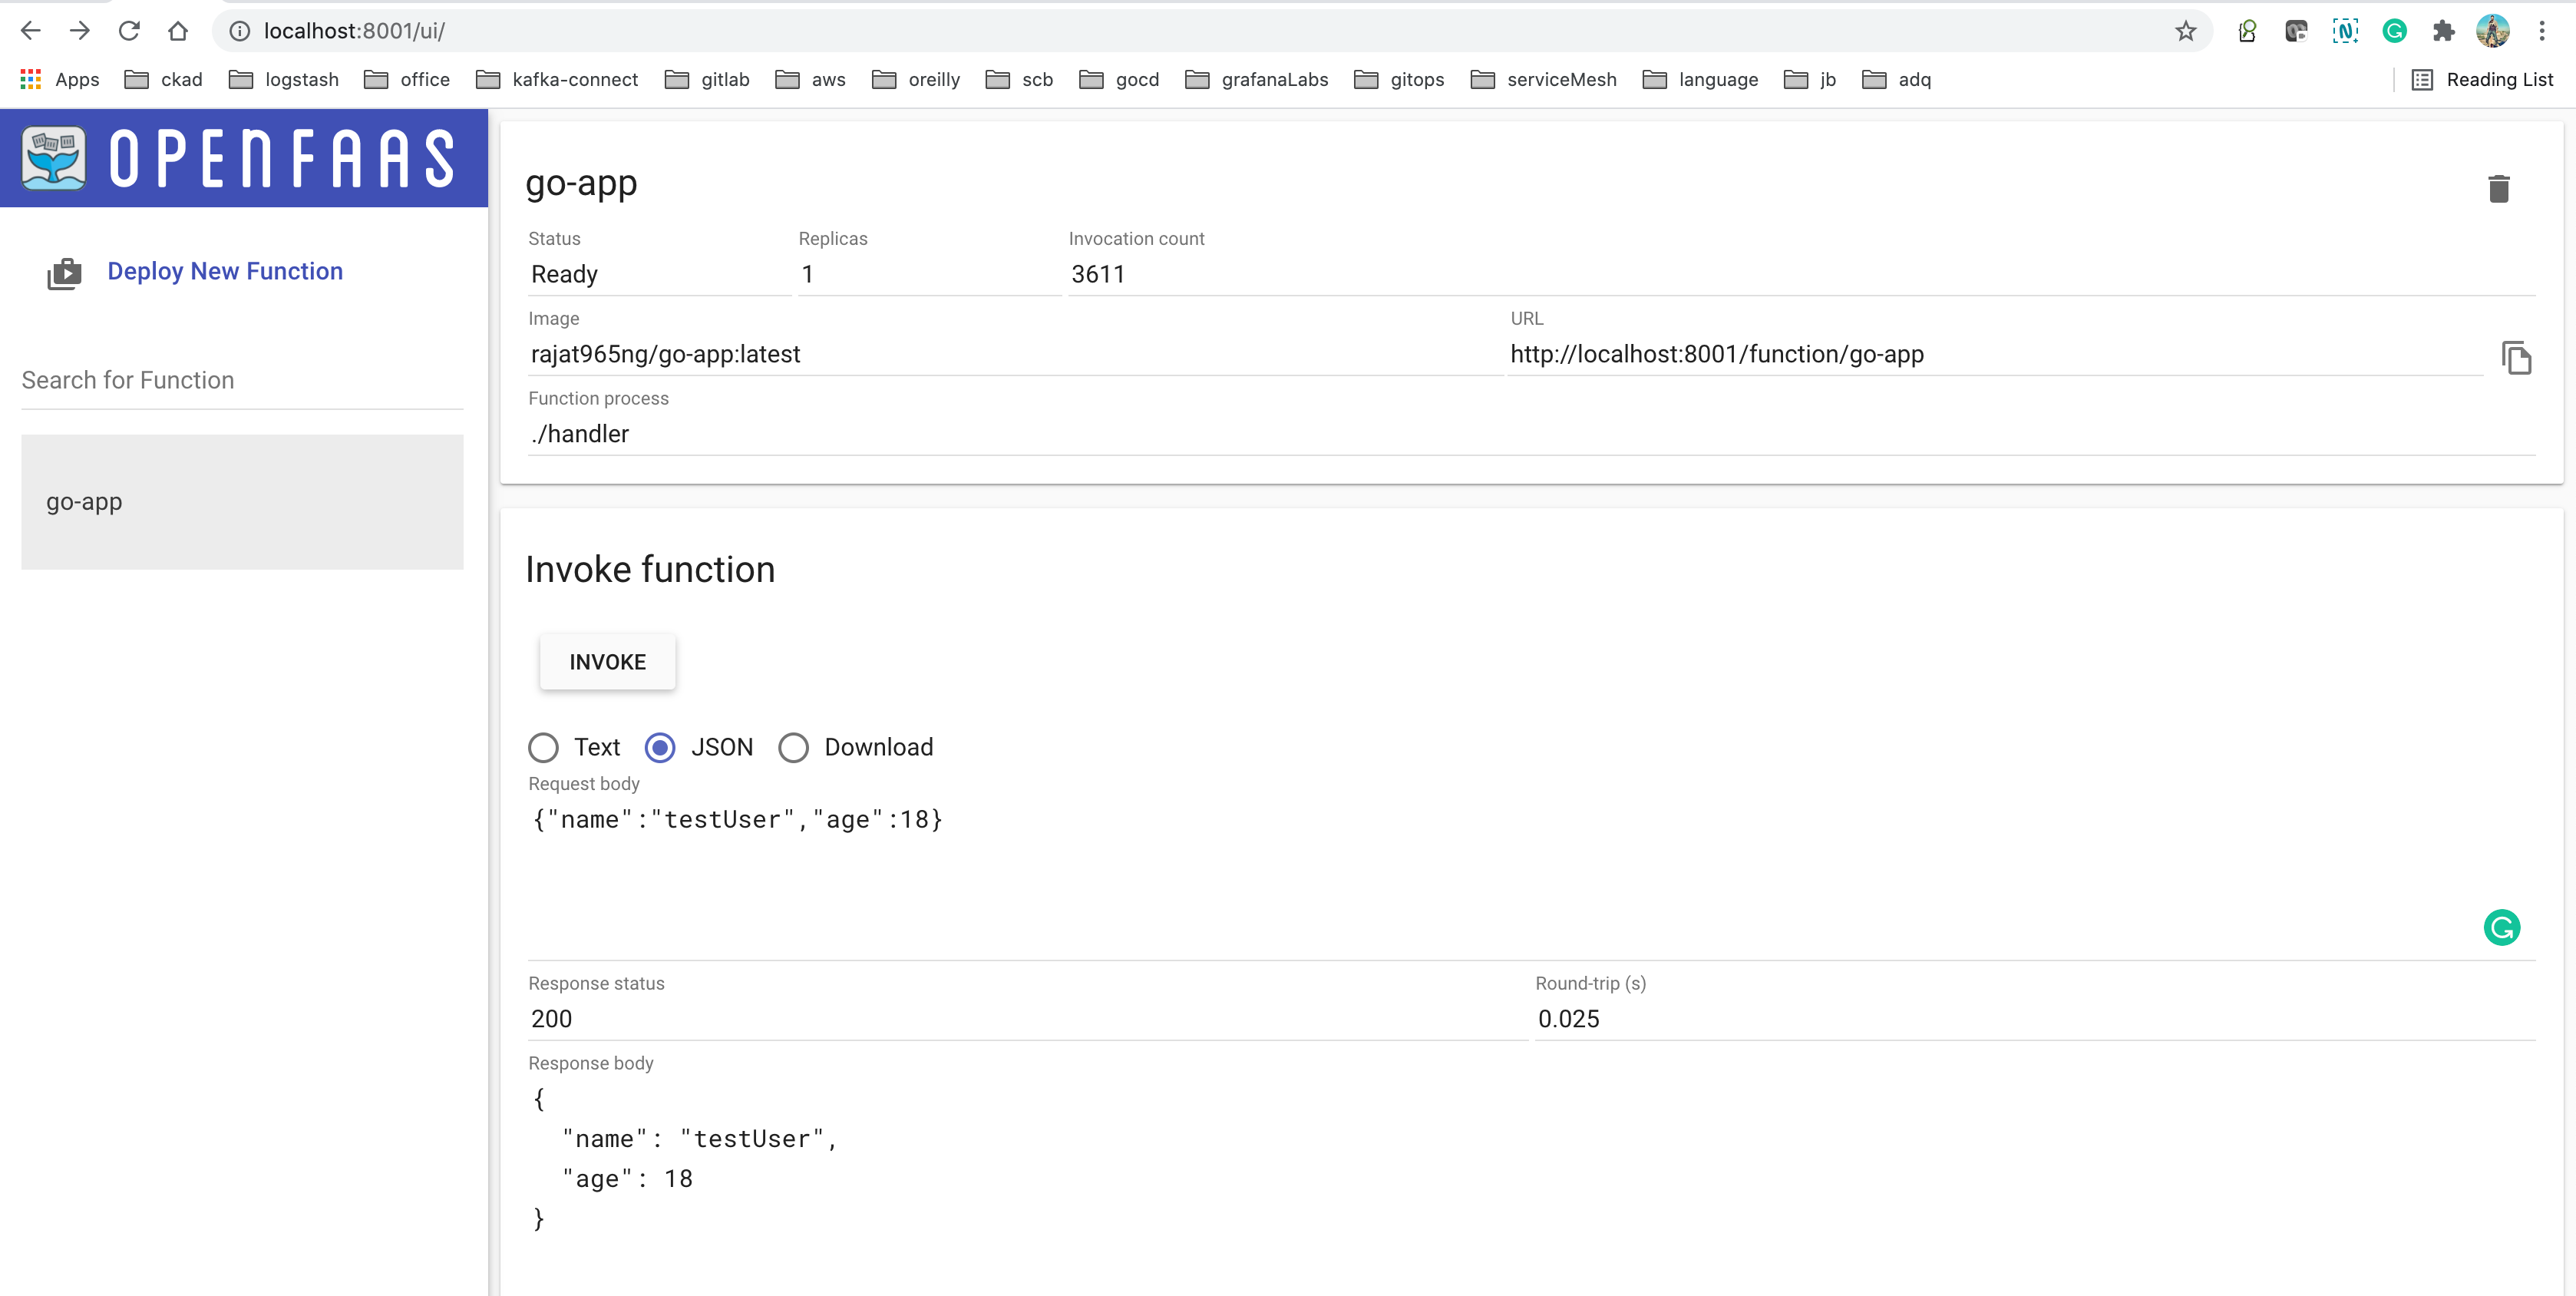 localhost:8001/ui/
Apps ckad logstash office kafka-connect gitlab aws oreilly scb gocd grafanaLabs gitops serviceMesh language jb adq Reading List
OPENFAAS
Deploy New Function
Search for Function
go-app
go-app
Status Replicas Invocation count
Ready 1 3611
Image URL
rajat965ng/go-app:latest http://localhost:8001/function/go-app
Function process
./handler
Invoke function
INVOKE
Text JSON Download
Request body
{"name":"testUser","age":18}
Response status Round-trip (s)
200 0.025
Response body
{
"name": "testUser",
"age": 18
}